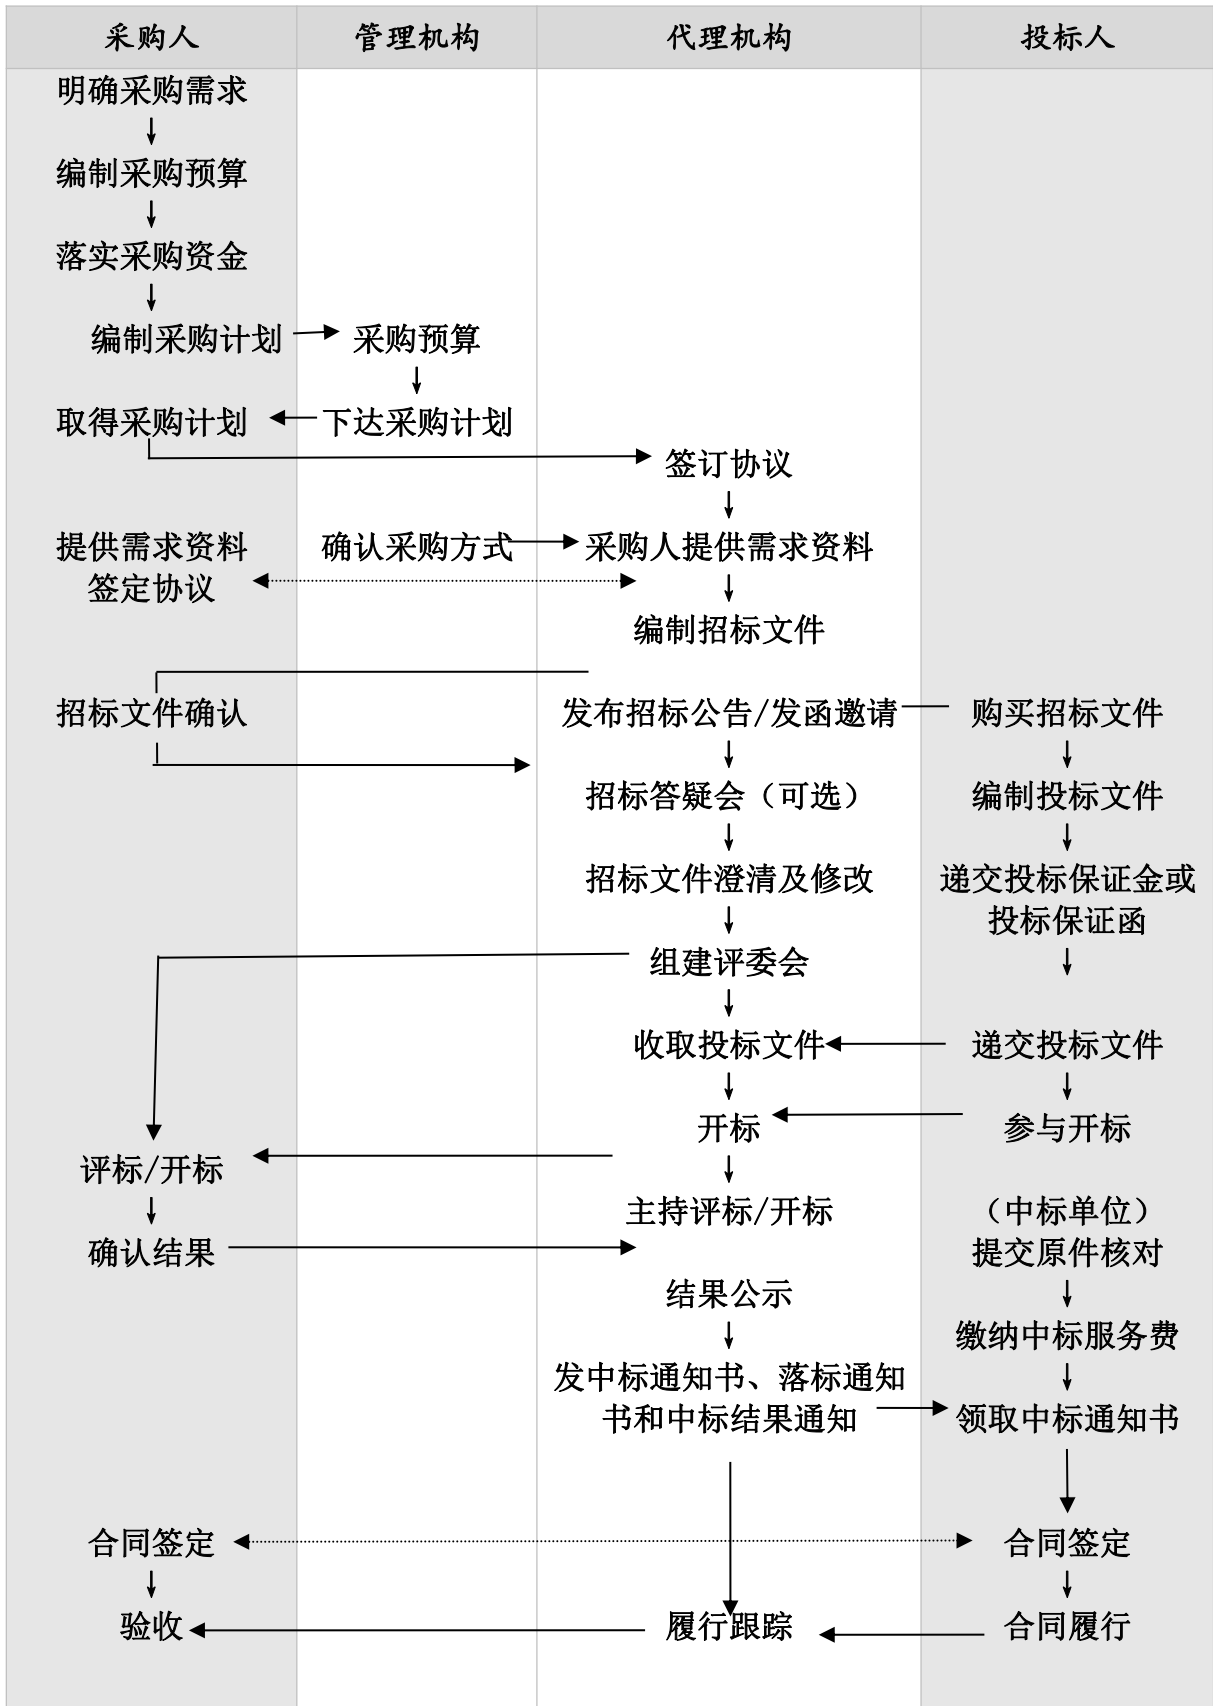 采购人 管理机构 代理机构 投标人
明确采购需求
编制采购预算
落实采购资金
编制采购计划 采购预算
取得采购计划 下达采购计划
签订协议
提供需求资料 确认采购方式 采购人提供需求资料
签定协议
编制招标文件
招标文件确认 发布招标公告/发函邀请 购买招标文件
招标答疑会（可选） 编制投标文件
招标文件澄清及修改 递交投标保证金或
投标保证函
组建评委会
收取投标文件 递交投标文件
开标 参与开标
评标/开标
主持评标/开标 （中标单位）
确认结果 提交原件核对
结果公示
缴纳中标服务费
发中标通知书、落标通知
书和中标结果通知 领取中标通知书
合同签定 合同签定
验收 履行跟踪 合同履行